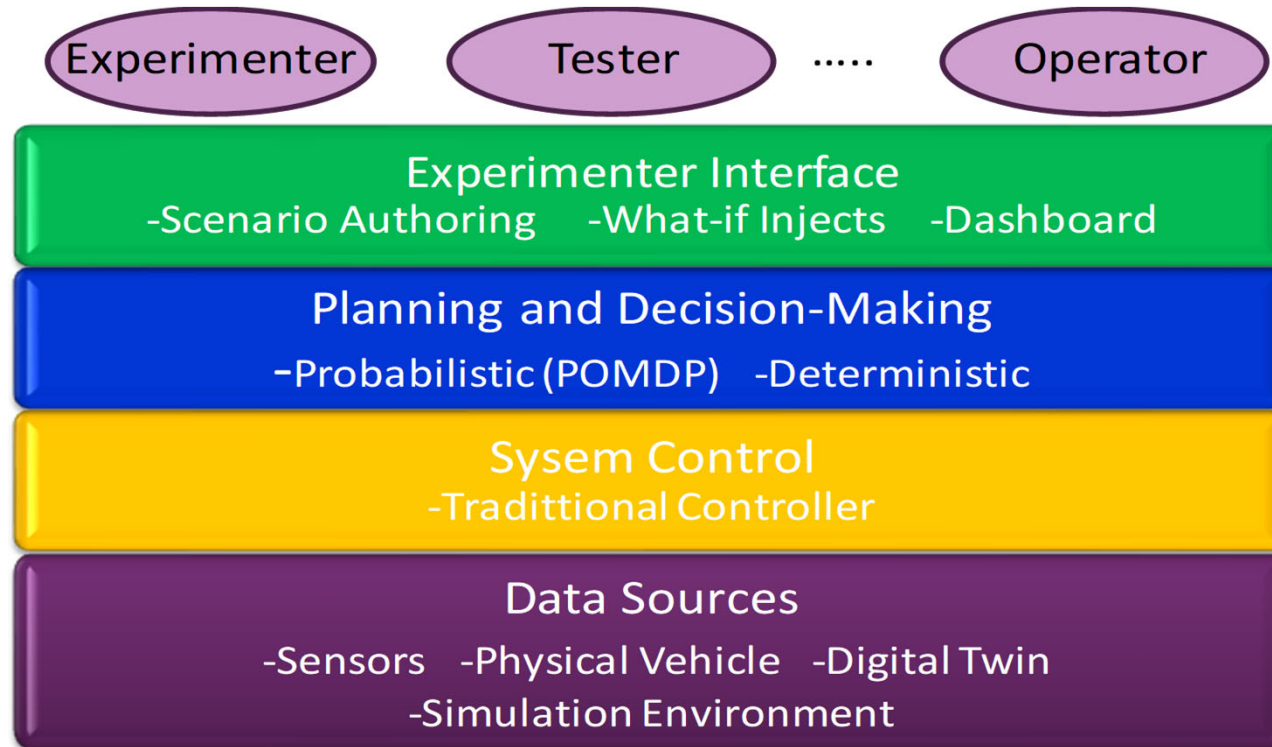 Experimenter Tester ..... Operator
Experimenter Interface
-Scenario Authoring -What-if Injects -Dashboard
Planning and Decision-Making
-Probabilistic (POMDP) -Deterministic
Sysem Control
-Tradittional Controller
Data Sources
-Sensors -Physical Vehicle -Digital Twin
-Simulation Environment